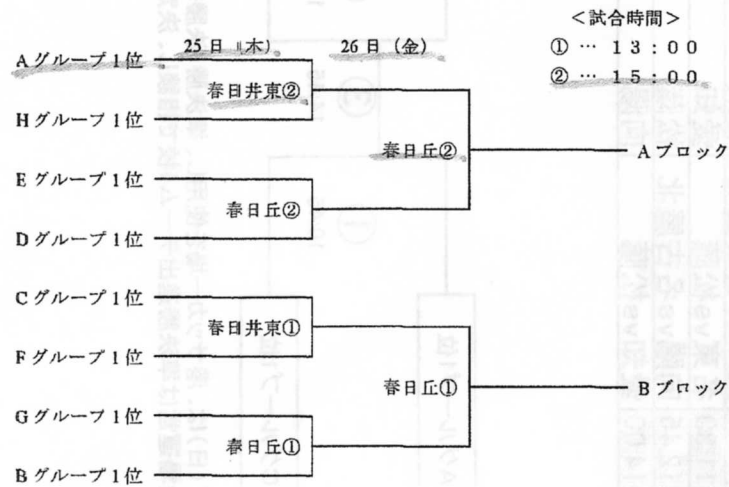 <試合時間>
① … 13:00
② … 15:00
25日(木)
26日(金)
Aグループ1位
春日井東②
Hグループ1位
春日丘②
Aブロック
Eグループ1位
春日丘②
Dグループ1位
Cグループ1位
春日井東①
Fグループ1位
春日丘①
Bブロック
Gグループ1位
春日丘①
Bグループ1位